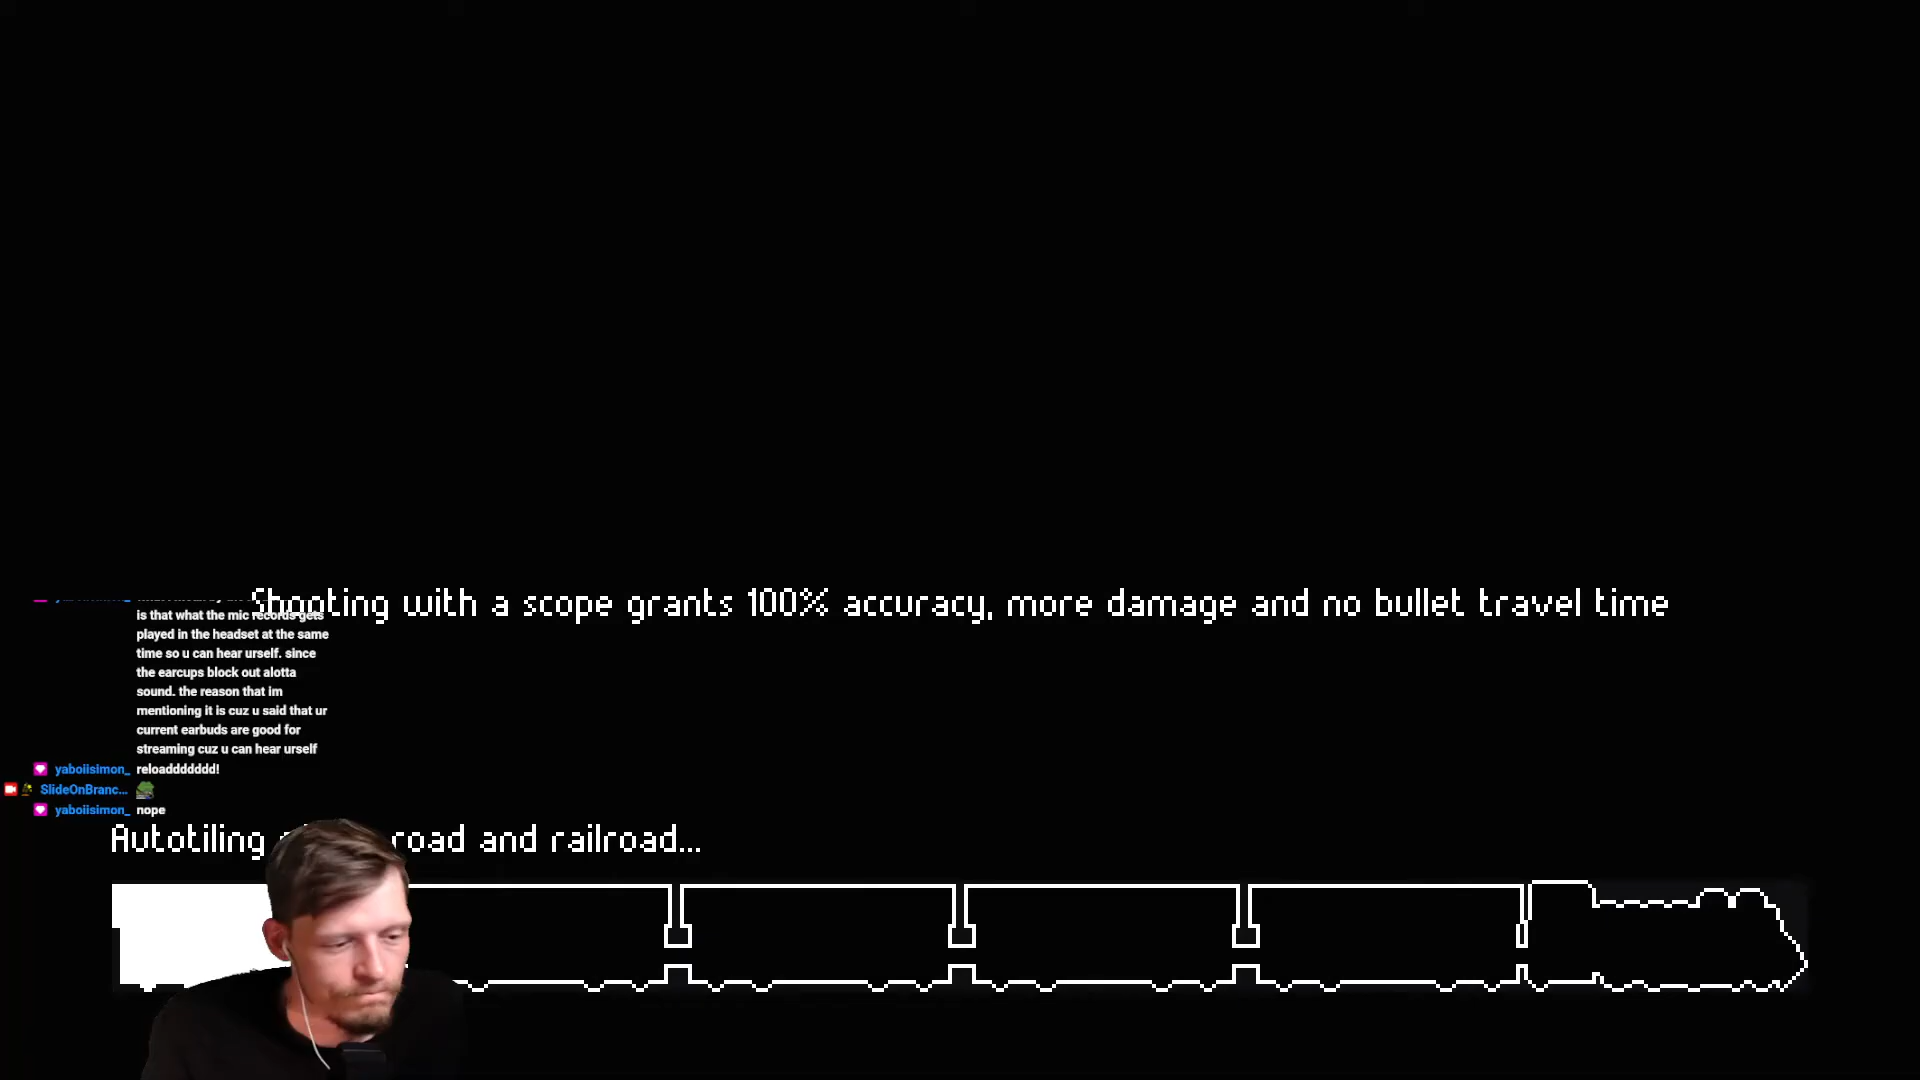 Shooting with a scope grants 100% accuracy, more damage and no bullet travel time
is that what the mic records gets
played in the headset at the same
time so u can hear urself. since
the earcups block out alotta
sound. the reason that im
mentioning it is cuz u said that ur
current earbuds are good for
streaming cuz u can hear urself
yaboiisimon_ reloaddddddd!
SlideOnBranc...
yaboiisimon_ nope
Autotiling road and railroad...